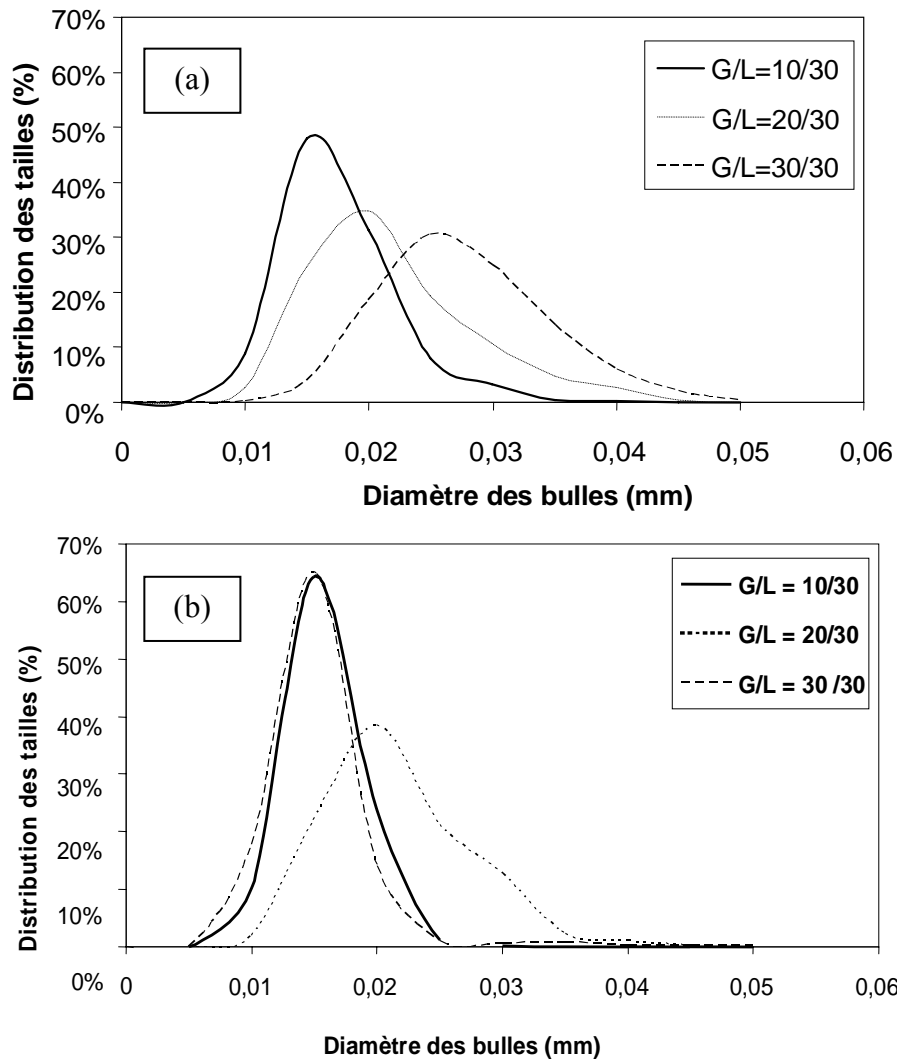 70%
60%
50%
40%
30%
20%
10%
0%
Distribution des tailles (%)
(a)
G/L=10/30
G/L=20/30
G/L=30/30
0 0,01 0,02 0,03 0,04 0,05 0,06
Diamètre des bulles (mm)
70%
60%
50%
40%
30%
20%
10%
0%
Distribution des tailles (%)
(b)
G/L = 10/30
G/L = 20/30
G/L = 30 /30
0 0,01 0,02 0,03 0,04 0,05 0,06
Diamètre des bulles (mm)